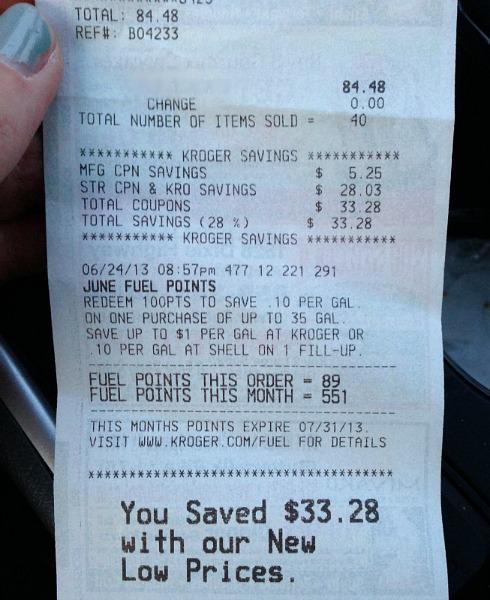 TOTAL: 84.48
REF#: B04233
84.48
CHANGE 0.00
TOTAL NUMBER OF ITEMS SOLD = 40
*********** KROGER SAVINGS ***********
MFG CPN SAVINGS $ 5.25
STR CPN & KRO SAVINGS $ 28.03
TOTAL COUPONS $ 33.28
TOTAL SAVINGS (28 %) $ 33.28
*********** KROGER SAVINGS ***********
06/24/13 08:57pm 477 12 221 291
JUNE FUEL POINTS
REDEEM 100PTS TO SAVE .10 PER GAL.
ON ONE PURCHASE OF UP TO 35 GAL.
SAVE UP TO $1 PER GAL AT KROGER OR
.10 PER GAL AT SHELL ON 1 FILL-UP.
FUEL POINTS THIS ORDER = 89
FUEL POINTS THIS MONTH = 551
THIS MONTHS POINTS EXPIRE 07/31/13.
VISIT WWW.KROGER.COM/FUEL FOR DETAILS
**************************************
You Saved $33.28
with our New
Low Prices.